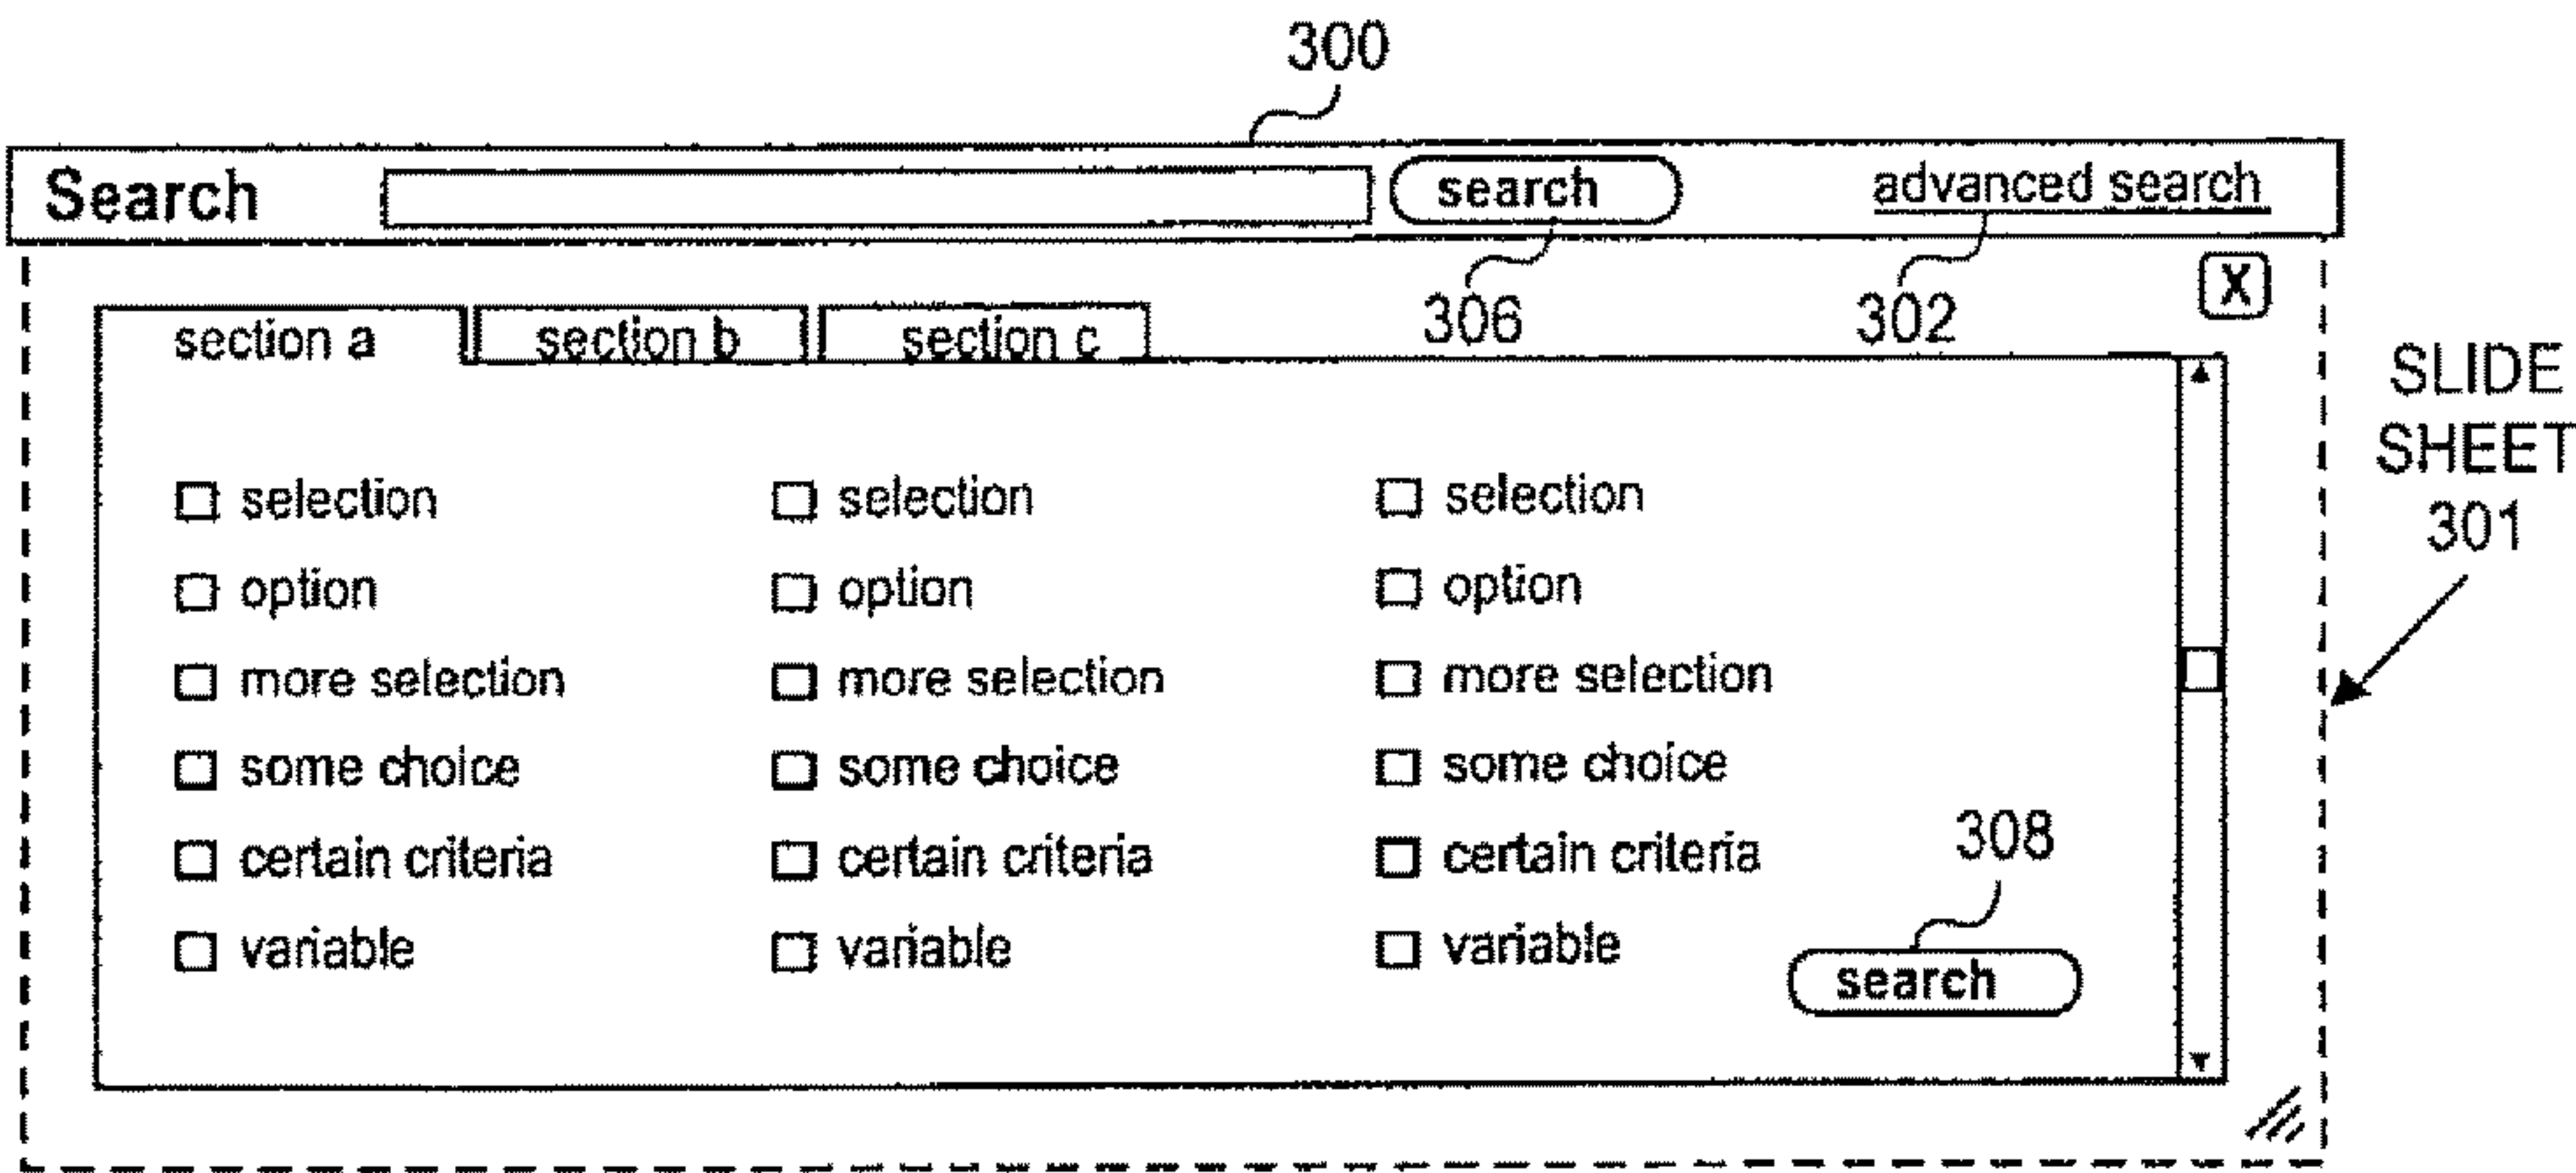 300
Search search advanced search
306 302 X
section a section b section c
SLIDE
SHEET
301
selection selection selection
option option option
more selection more selection more selection
some choice some choice some choice
certain criteria certain criteria certain criteria
308
variable variable variable
search